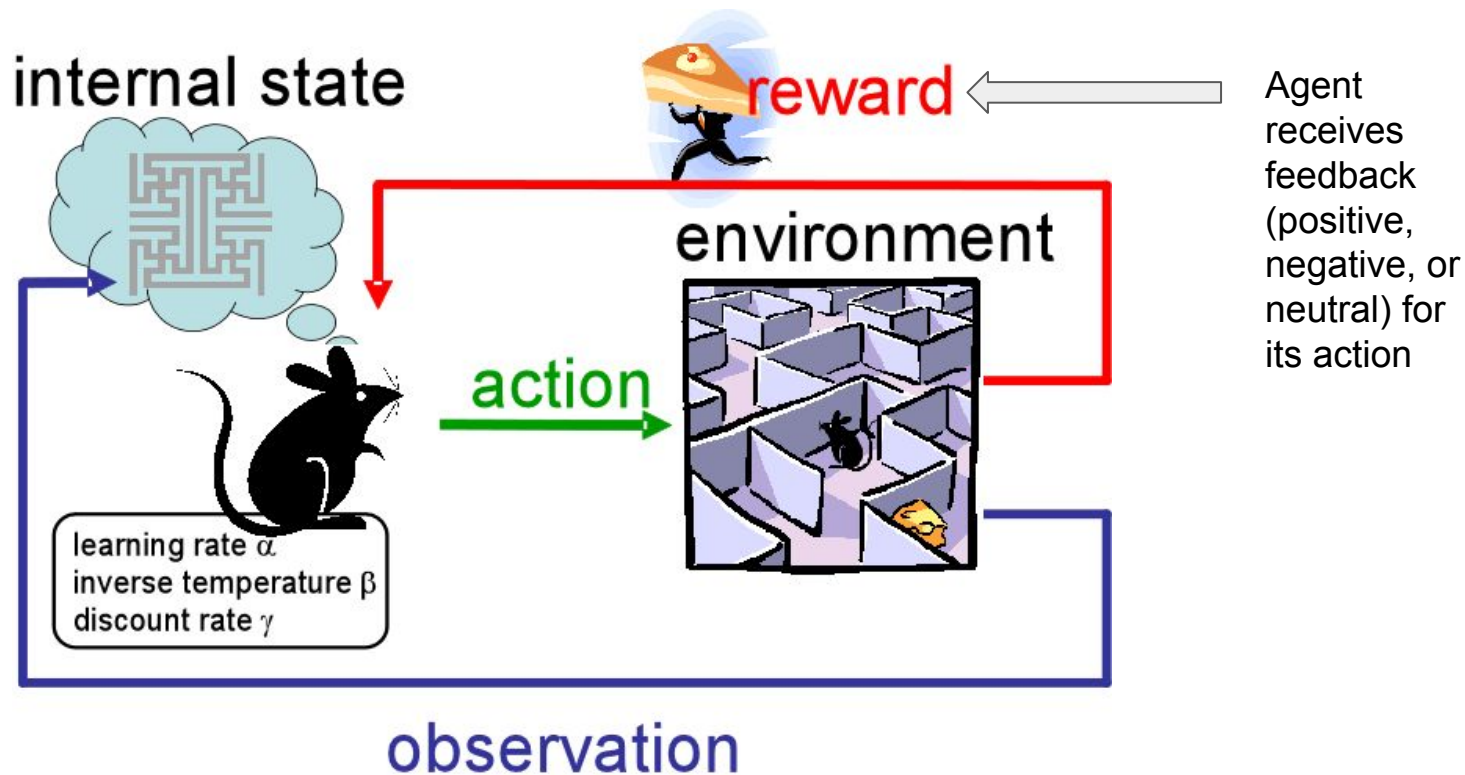 internal state
reward
Agent
receives
feedback
(positive,
negative, or
neutral) for
its action
environment
action
learning rate α
inverse temperature β
discount rate γ
observation